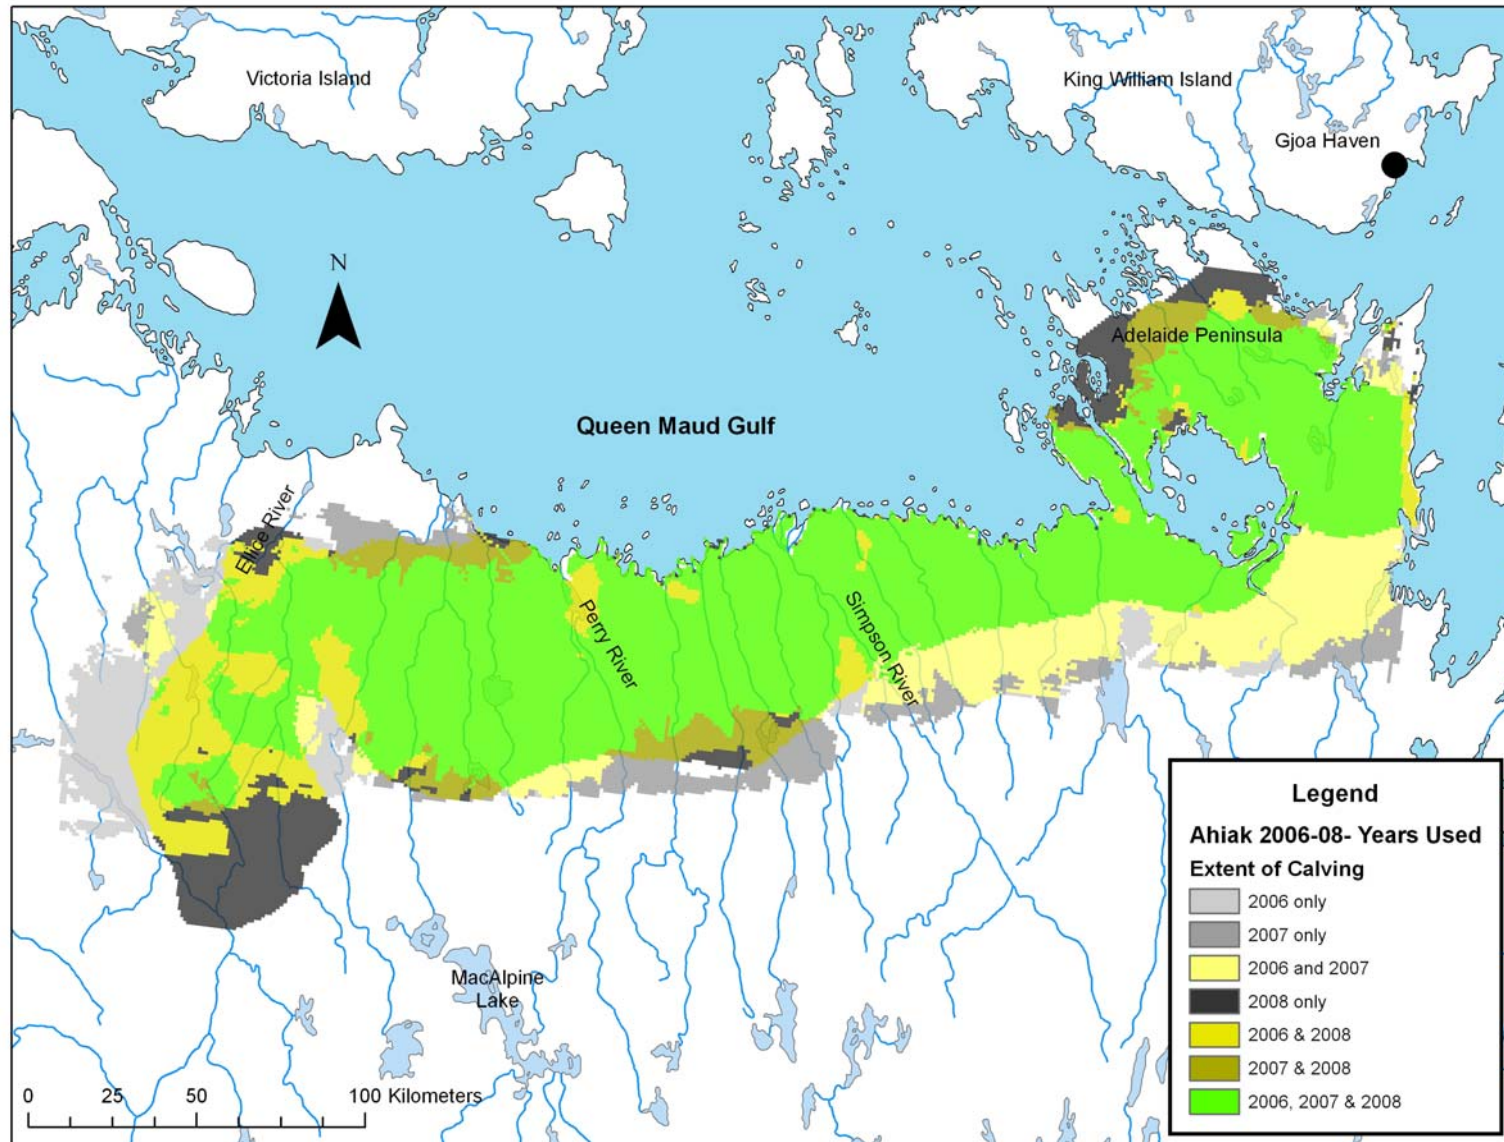 Victoria Island
King William Island
Gjoa Haven
N
Adelaide Peninsula
Queen Maud Gulf
Ellice River
Perry River
Simpson River
MacAlpine
Lake
0 25 50 100 Kilometers
Legend
Ahiak 2006-08- Years Used
Extent of Calving
2006 only
2007 only
2006 and 2007
2008 only
2006 & 2008
2007 & 2008
2006, 2007 & 2008